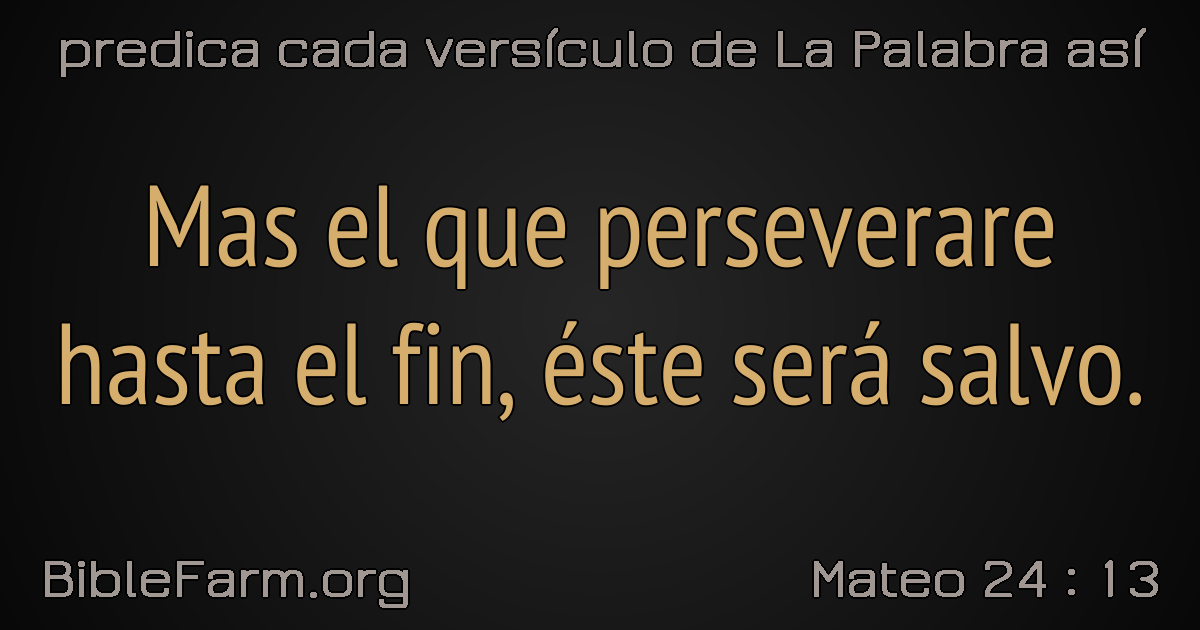 predica cada versículo de La Palabra así
Mas el que perseverare
hasta el fin, éste será salvo.
BibleFarm.org
Mateo 24 : 13